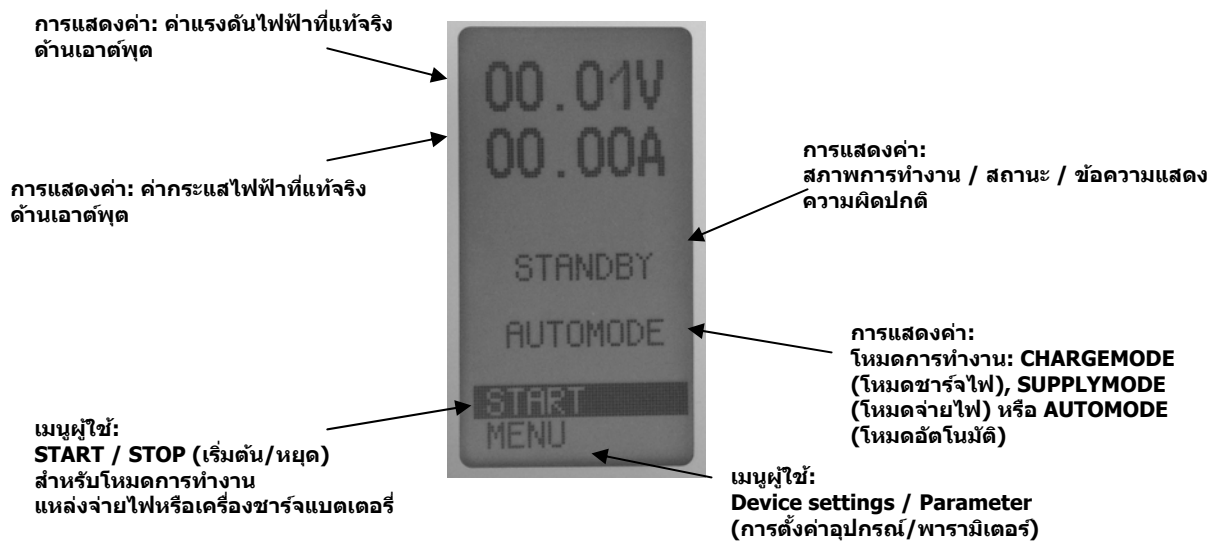 การแสดงค่า: ค่าแรงดันไฟฟ้าที่แท้จริง
ด้านเอาต์พุต
00.01V
00.00A
การแสดงค่า: ค่ากระแสไฟฟ้าที่แท้จริง
ด้านเอาต์พุต
การแสดงค่า:
สภาพการทำงาน / สถานะ / ข้อความแสดง
ความผิดปกติ
STANDBY
AUTOMODE
การแสดงค่า:
โหมดการทำงาน: CHARGEMODE
(โหมดชาร์จไฟ), SUPPLYMODE
(โหมดจ่ายไฟ) หรือ AUTOMODE
(โหมดอัตโนมัติ)
START
MENU
เมนูผู้ใช้:
START / STOP (เริ่มต้น/หยุด)
สำหรับโหมดการทำงาน
แหล่งจ่ายไฟหรือเครื่องชาร์จแบตเตอรี่
เมนูผู้ใช้:
Device settings / Parameter
(การตั้งค่าอุปกรณ์/พารามิเตอร์)